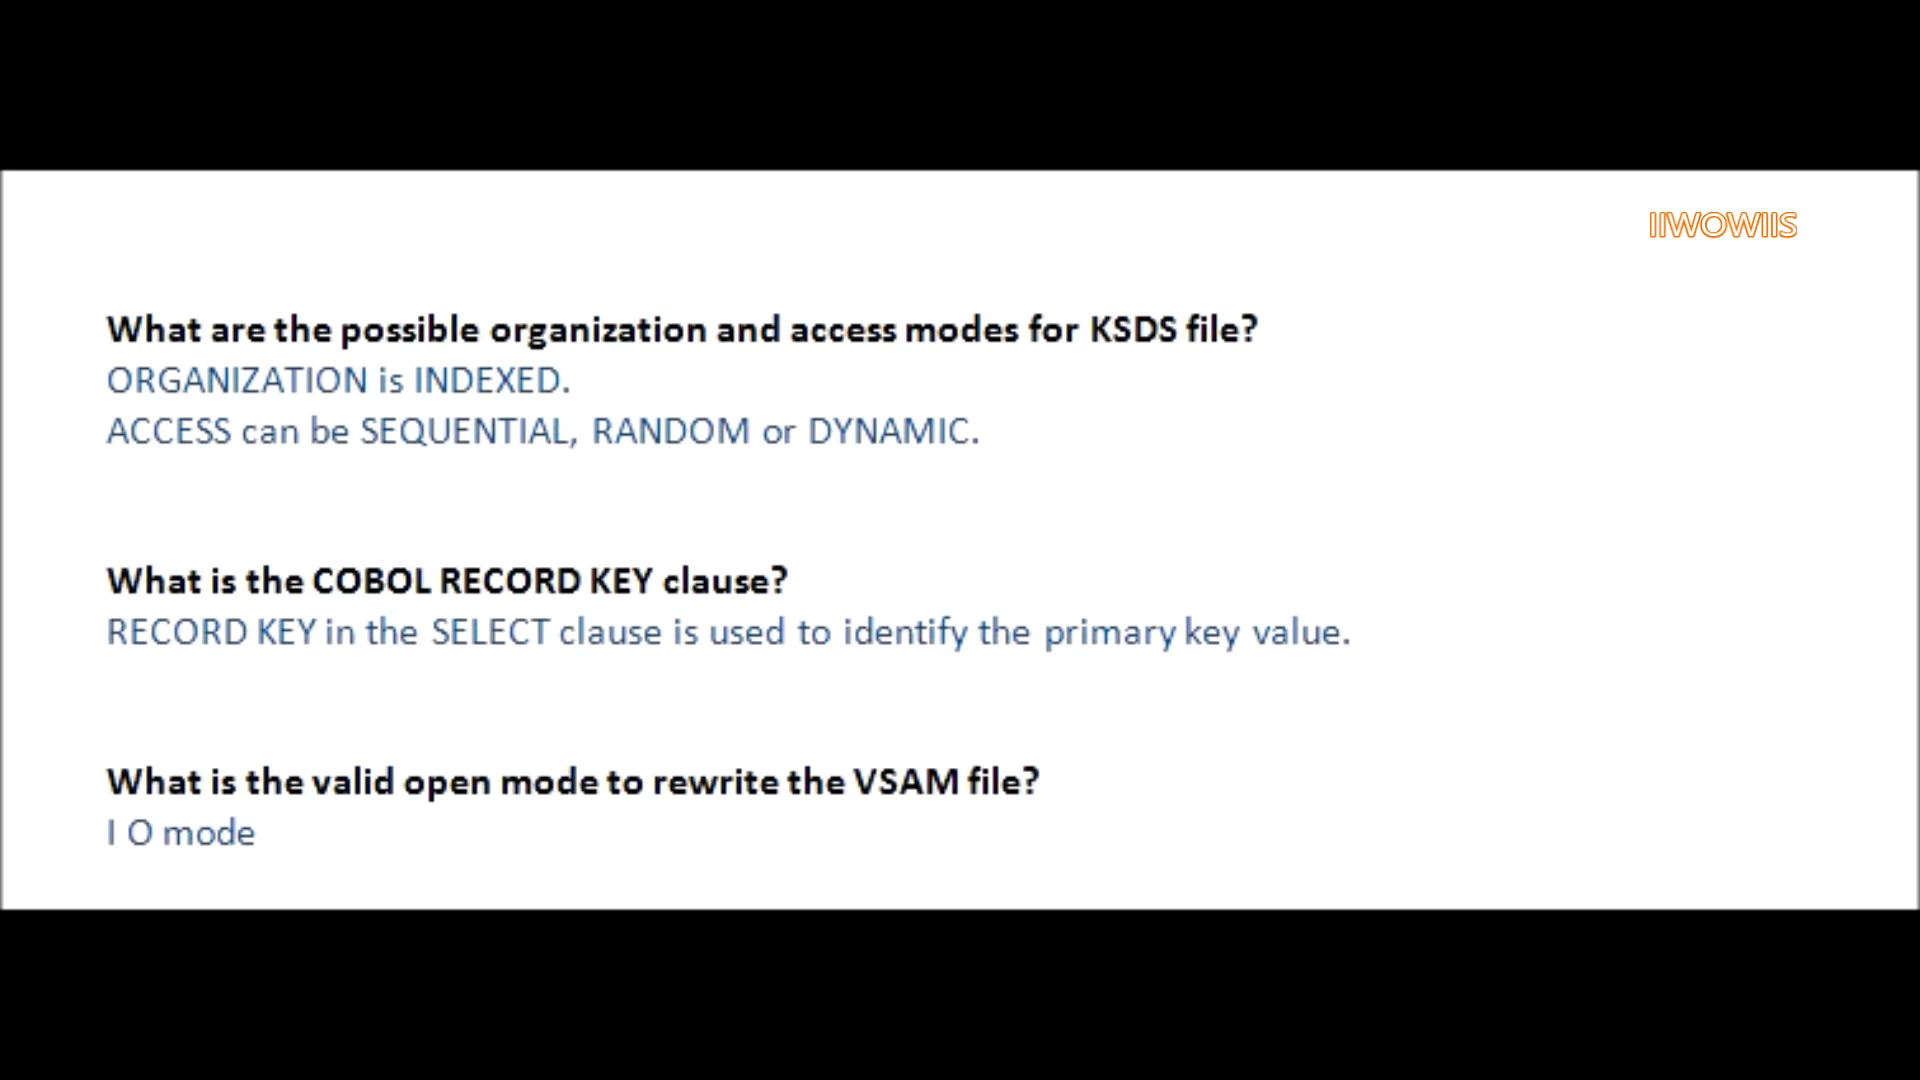 IIWOWIIS
What are the possible organization and access modes for KSDS file?
ORGANIZATION is INDEXED.
ACCESS can be SEQUENTIAL, RANDOM or DYNAMIC.
What is the COBOL RECORD KEY clause?
RECORD KEY in the SELECT clause is used to identify the primary key value.
What is the valid open mode to rewrite the VSAM file?
I O mode